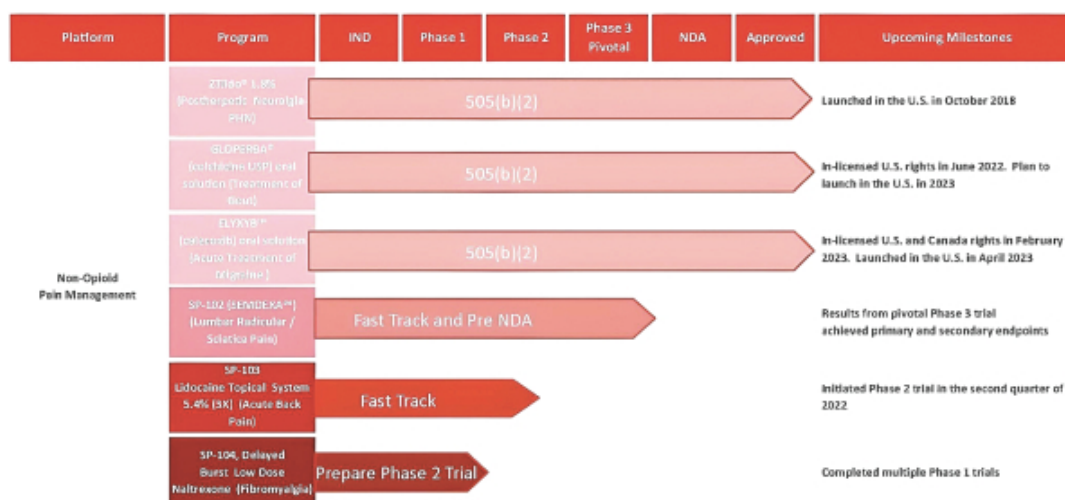 Platform
Program
IND
Phase 1
Phase 2
Phase 3
Pivotal
NDA
Approved
Upcoming Milestones
Non-Opioid
Pain Management
ZTlido® 1.8%
(Postherpetic Neuralgia
PHN)
505(b)(2)
Launched in the U.S. in October 2018
GLOPERBA®
(colchicine USP) oral
solution (Treatment of
Gout)
505(b)(2)
In-licensed U.S. rights in June 2022. Plan to
launch in the U.S. in 2023
ELYXYB™
(celecoxib) oral solution
(Acute Treatment of
Migraine )
505(b)(2)
In-licensed U.S. and Canada rights in February
2023. Launched in the U.S. in April 2023
SP-102 (SEMDEXA™)
(Lumbar Radicular /
Sciatica Pain)
Fast Track and Pre NDA
Results from pivotal Phase 3 trial
achieved primary and secondary endpoints
SP-103
Lidocaine Topical System
5.4% (3X) (Acute Back
Pain)
Fast Track
Initiated Phase 2 trial in the second quarter of
2022
SP-104, Delayed
Burst Low Dose
Naltrexone (Fibromyalgia)
Prepare Phase 2 Trial
Completed multiple Phase 1 trials